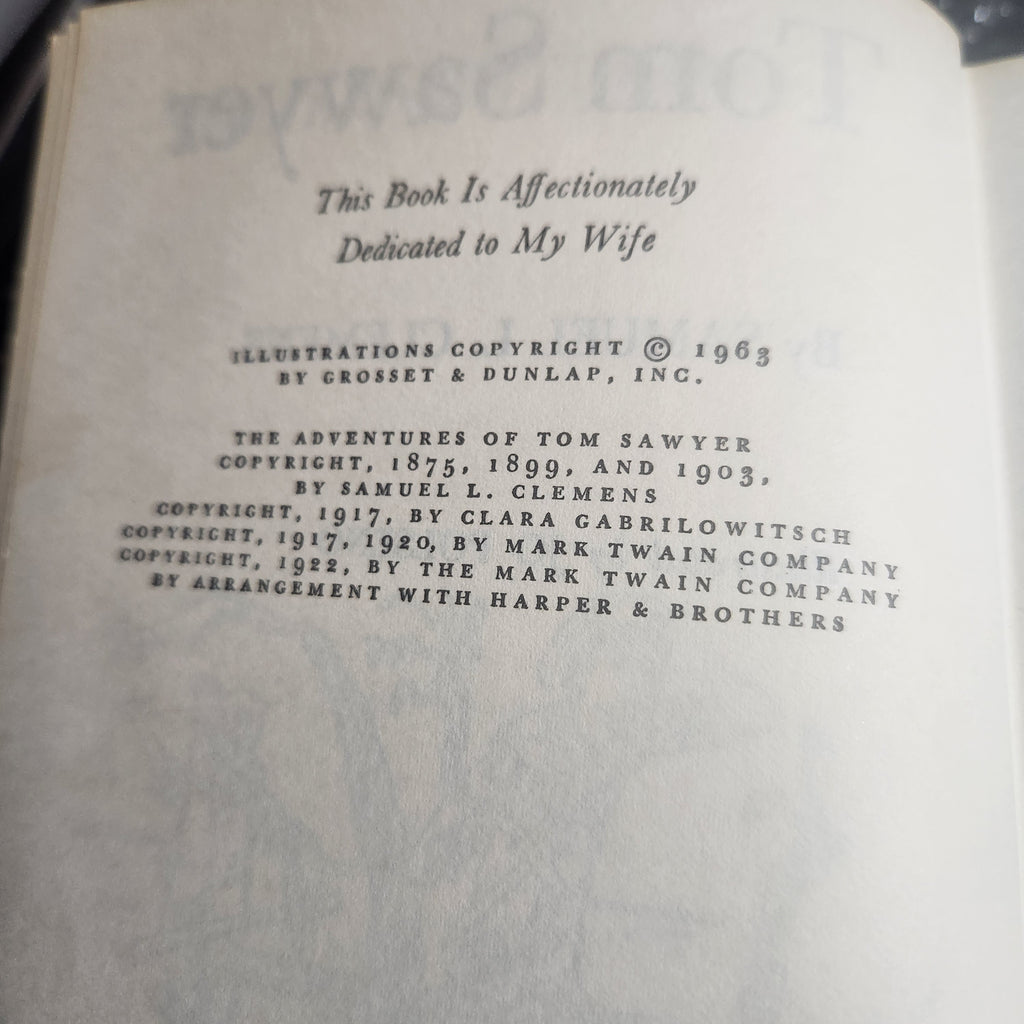 Tom Sawyer
This Book Is Affectionately
Dedicated to My Wife
ILLUSTRATIONS COPYRIGHT © 1963
BY GROSSET & DUNLAP, INC.
THE ADVENTURES OF TOM SAWYER
COPYRIGHT, 1875, 1899, AND 1903,
BY SAMUEL L. CLEMENS
COPYRIGHT, 1917, BY CLARA GABRILOWITSCH
COPYRIGHT, 1917, 1920, BY MARK TWAIN COMPANY
COPYRIGHT, 1922, BY THE MARK TWAIN COMPANY
BY ARRANGEMENT WITH HARPER & BROTHERS